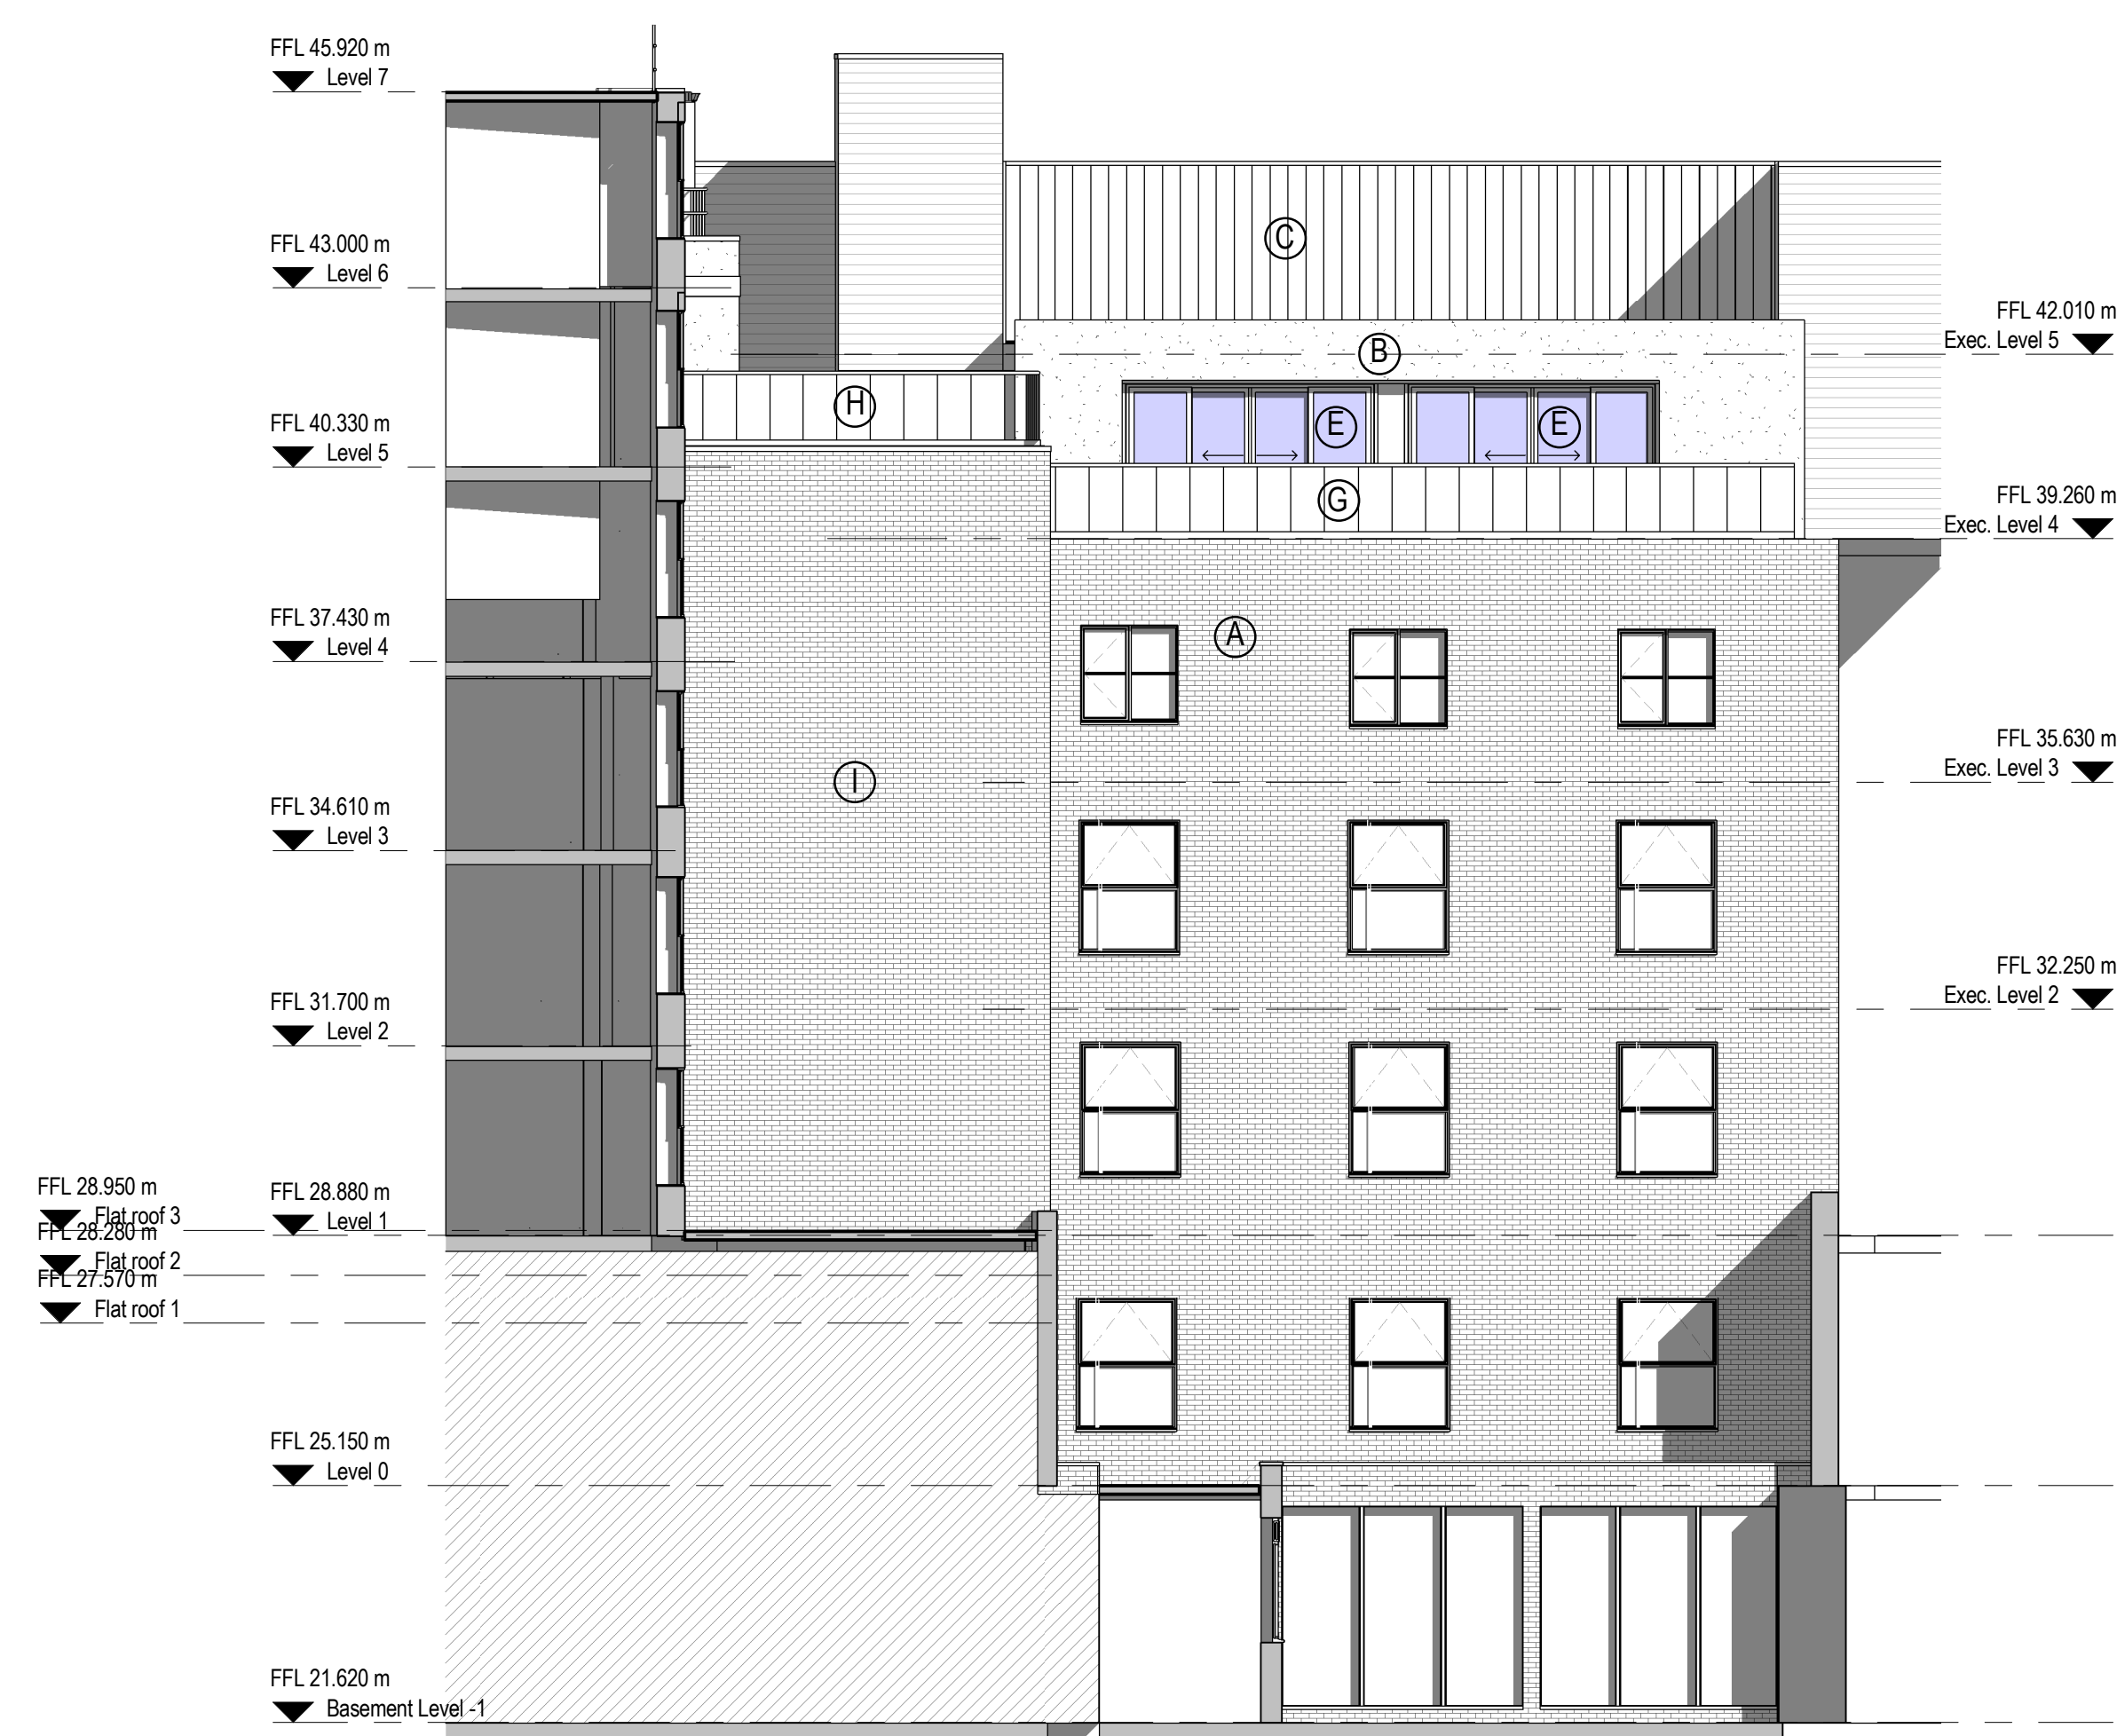 FFL 45.920 m
Level 7
C
FFL 43.000 m
Level 6
FFL 42.010 m
Exec. Level 5
B
H
E
E
FFL 40.330 m
Level 5
G
FFL 39.260 m
Exec. Level 4
FFL 37.430 m
Level 4
A
FFL 35.630 m
Exec. Level 3
I
FFL 34.610 m
Level 3
FFL 32.250 m
Exec. Level 2
FFL 31.700 m
Level 2
FFL 28.950 m
Flat roof 3
FFL 28.880 m
Level 1
FFL 28.280 m
Flat roof 2
FFL 27.570 m
Flat roof 1
FFL 25.150 m
Level 0
FFL 21.620 m
Basement Level -1